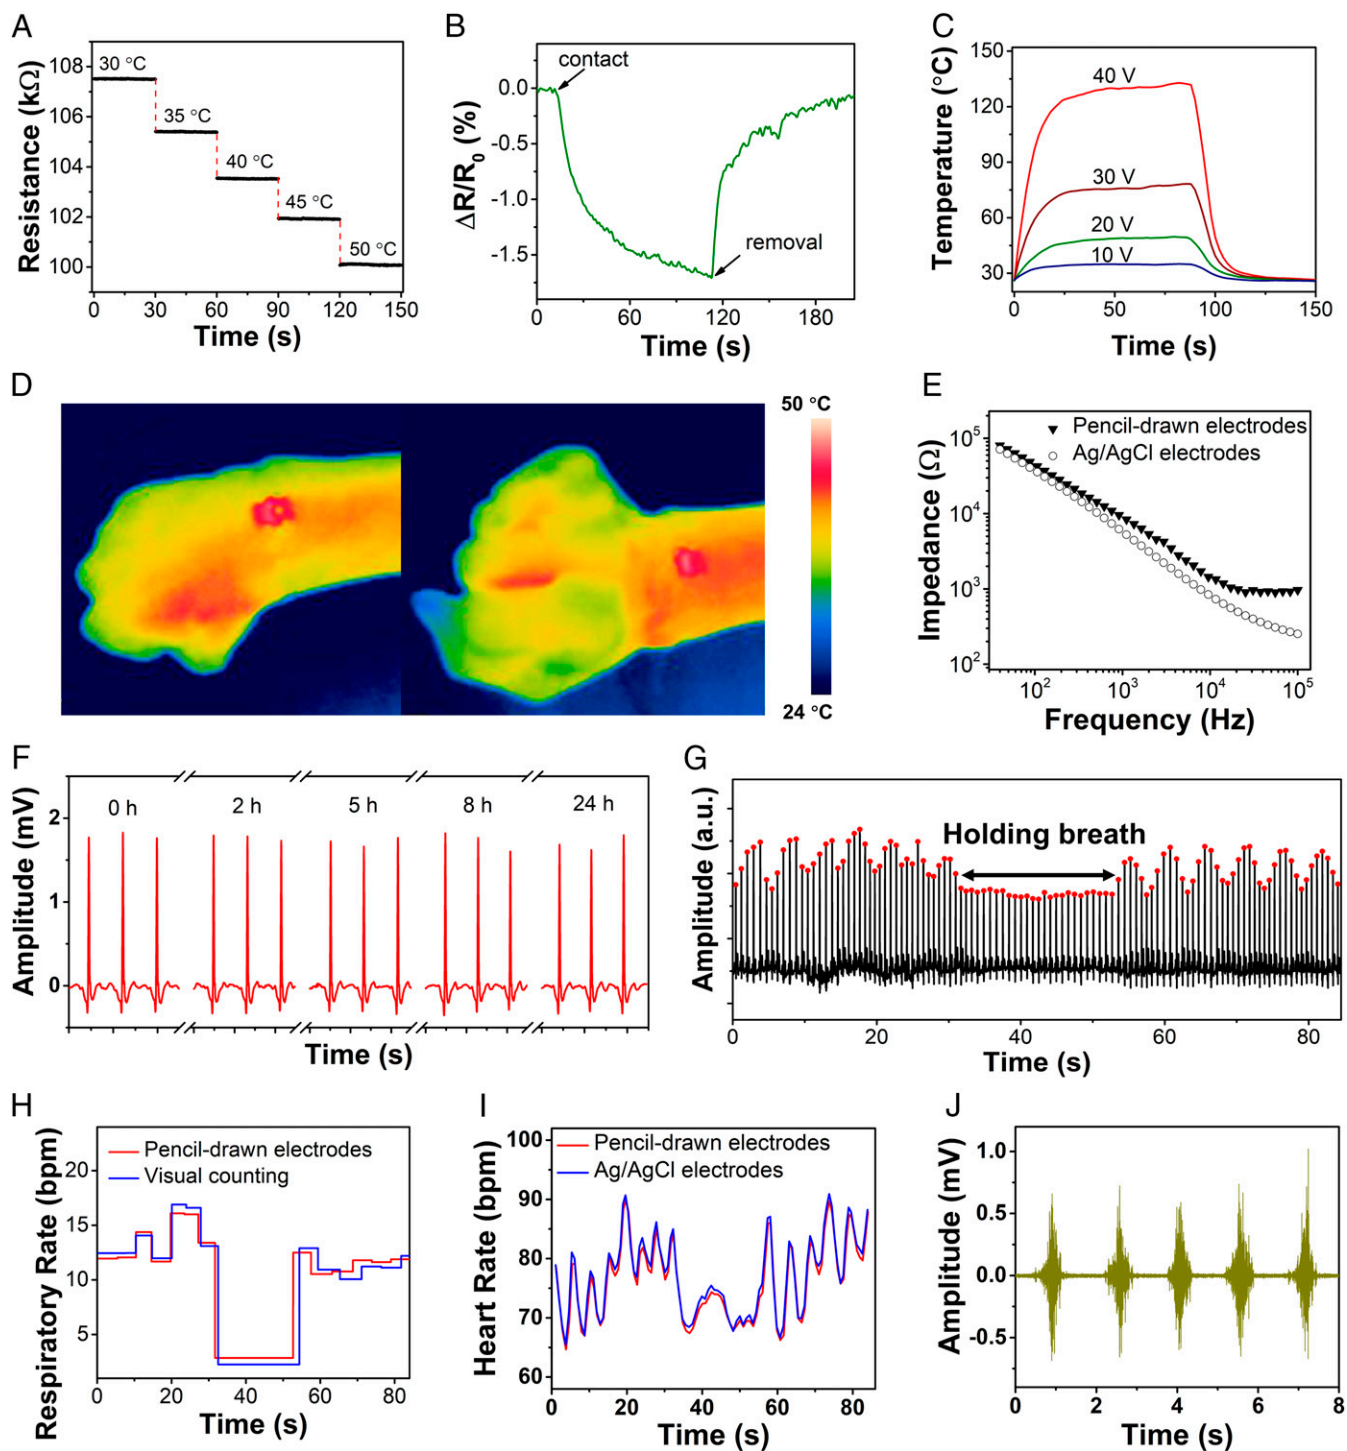 A
Resistance (kΩ)
108
106
104
102
100
30 °C
35 °C
40 °C
45 °C
50 °C
0 30 60 90 120 150
Time (s)
B
ΔR/R0 (%)
0.0
-0.5
-1.0
-1.5
contact
removal
0 60 120 180
Time (s)
C
Temperature (°C)
150
120
90
60
30
40 V
30 V
20 V
10 V
0 50 100 150
Time (s)
D
50 °C
24 °C
E
Impedance (Ω)
10^5
10^4
10^3
10^2
Pencil-drawn electrodes
Ag/AgCl electrodes
10^2 10^3 10^4 10^5
Frequency (Hz)
F
Amplitude (mV)
2
1
0
0 h 2 h 5 h 8 h 24 h
Time (s)
G
Amplitude (a.u.)
Holding breath
0 20 40 60 80
Time (s)
H
Respiratory Rate (bpm)
20
15
10
5
Pencil-drawn electrodes
Visual counting
0 20 40 60 80
Time (s)
I
Heart Rate (bpm)
100
90
80
70
60
Pencil-drawn electrodes
Ag/AgCl electrodes
0 20 40 60 80
Time (s)
J
Amplitude (mV)
1.0
0.5
0.0
-0.5
0 2 4 6 8
Time (s)